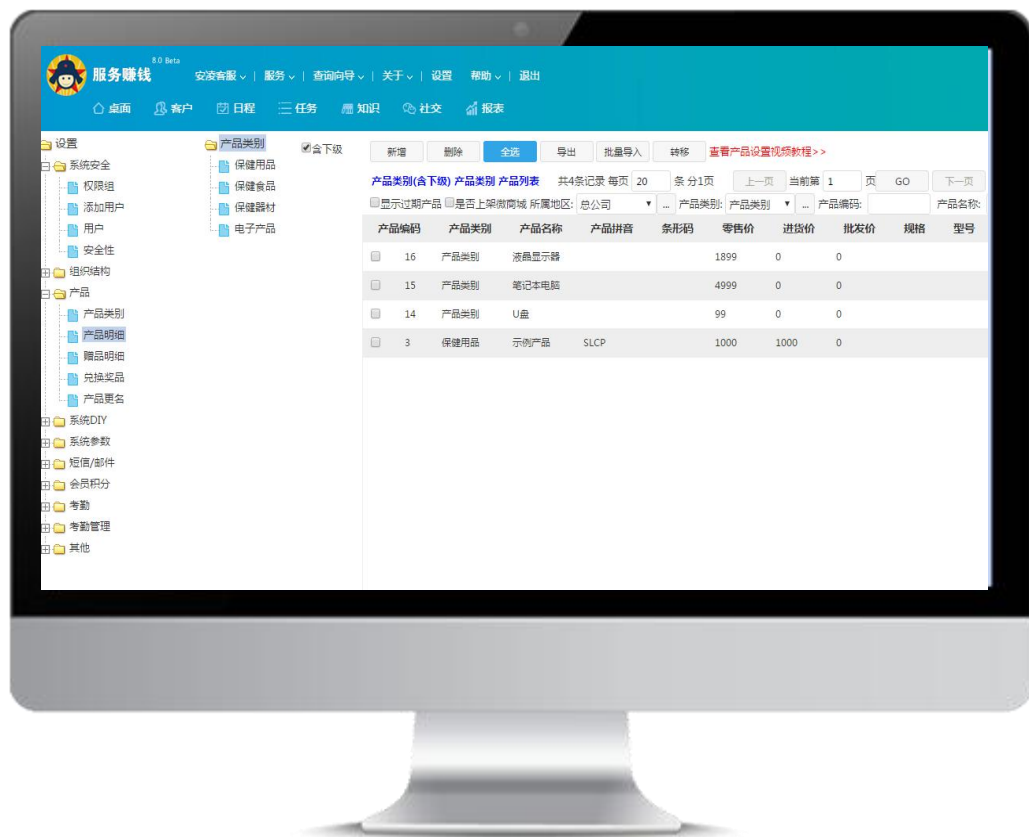 8.0 Beta
服务赚钱 安凌客服 | 服务 | 查询向导 | 关于 | 设置 帮助 | 退出
桌面 客户 日程 任务 知识 社交 报表
设置
系统安全
权限组
添加用户
用户
安全性
组织结构
产品
产品类别
产品明细
赠品明细
兑换奖品
产品更名
系统DIY
系统参数
短信/邮件
会员积分
考勤
考勤管理
其他
产品类别 含下级
保健用品
保健食品
保健器材
电子产品
新增 删除 全选 导出 批量导入 转移 查看产品设置视频教程>>
产品类别(含下级) 产品类别 产品列表 共4条记录 每页 20 条 分1页 上一页 当前第 1 页 GO 下一页
显示过期产品 是否上架微商城 所属地区: 总公司 ... 产品类别: 产品类别 ... 产品编码: 产品名称:
产品编码 产品类别 产品名称 产品拼音 条形码 零售价 进货价 批发价 规格 型号
16 产品类别 液晶显示器 1899 0 0
15 产品类别 笔记本电脑 4999 0 0
14 产品类别 U盘 99 0 0
3 保健用品 示例产品 SLCP 1000 1000 0